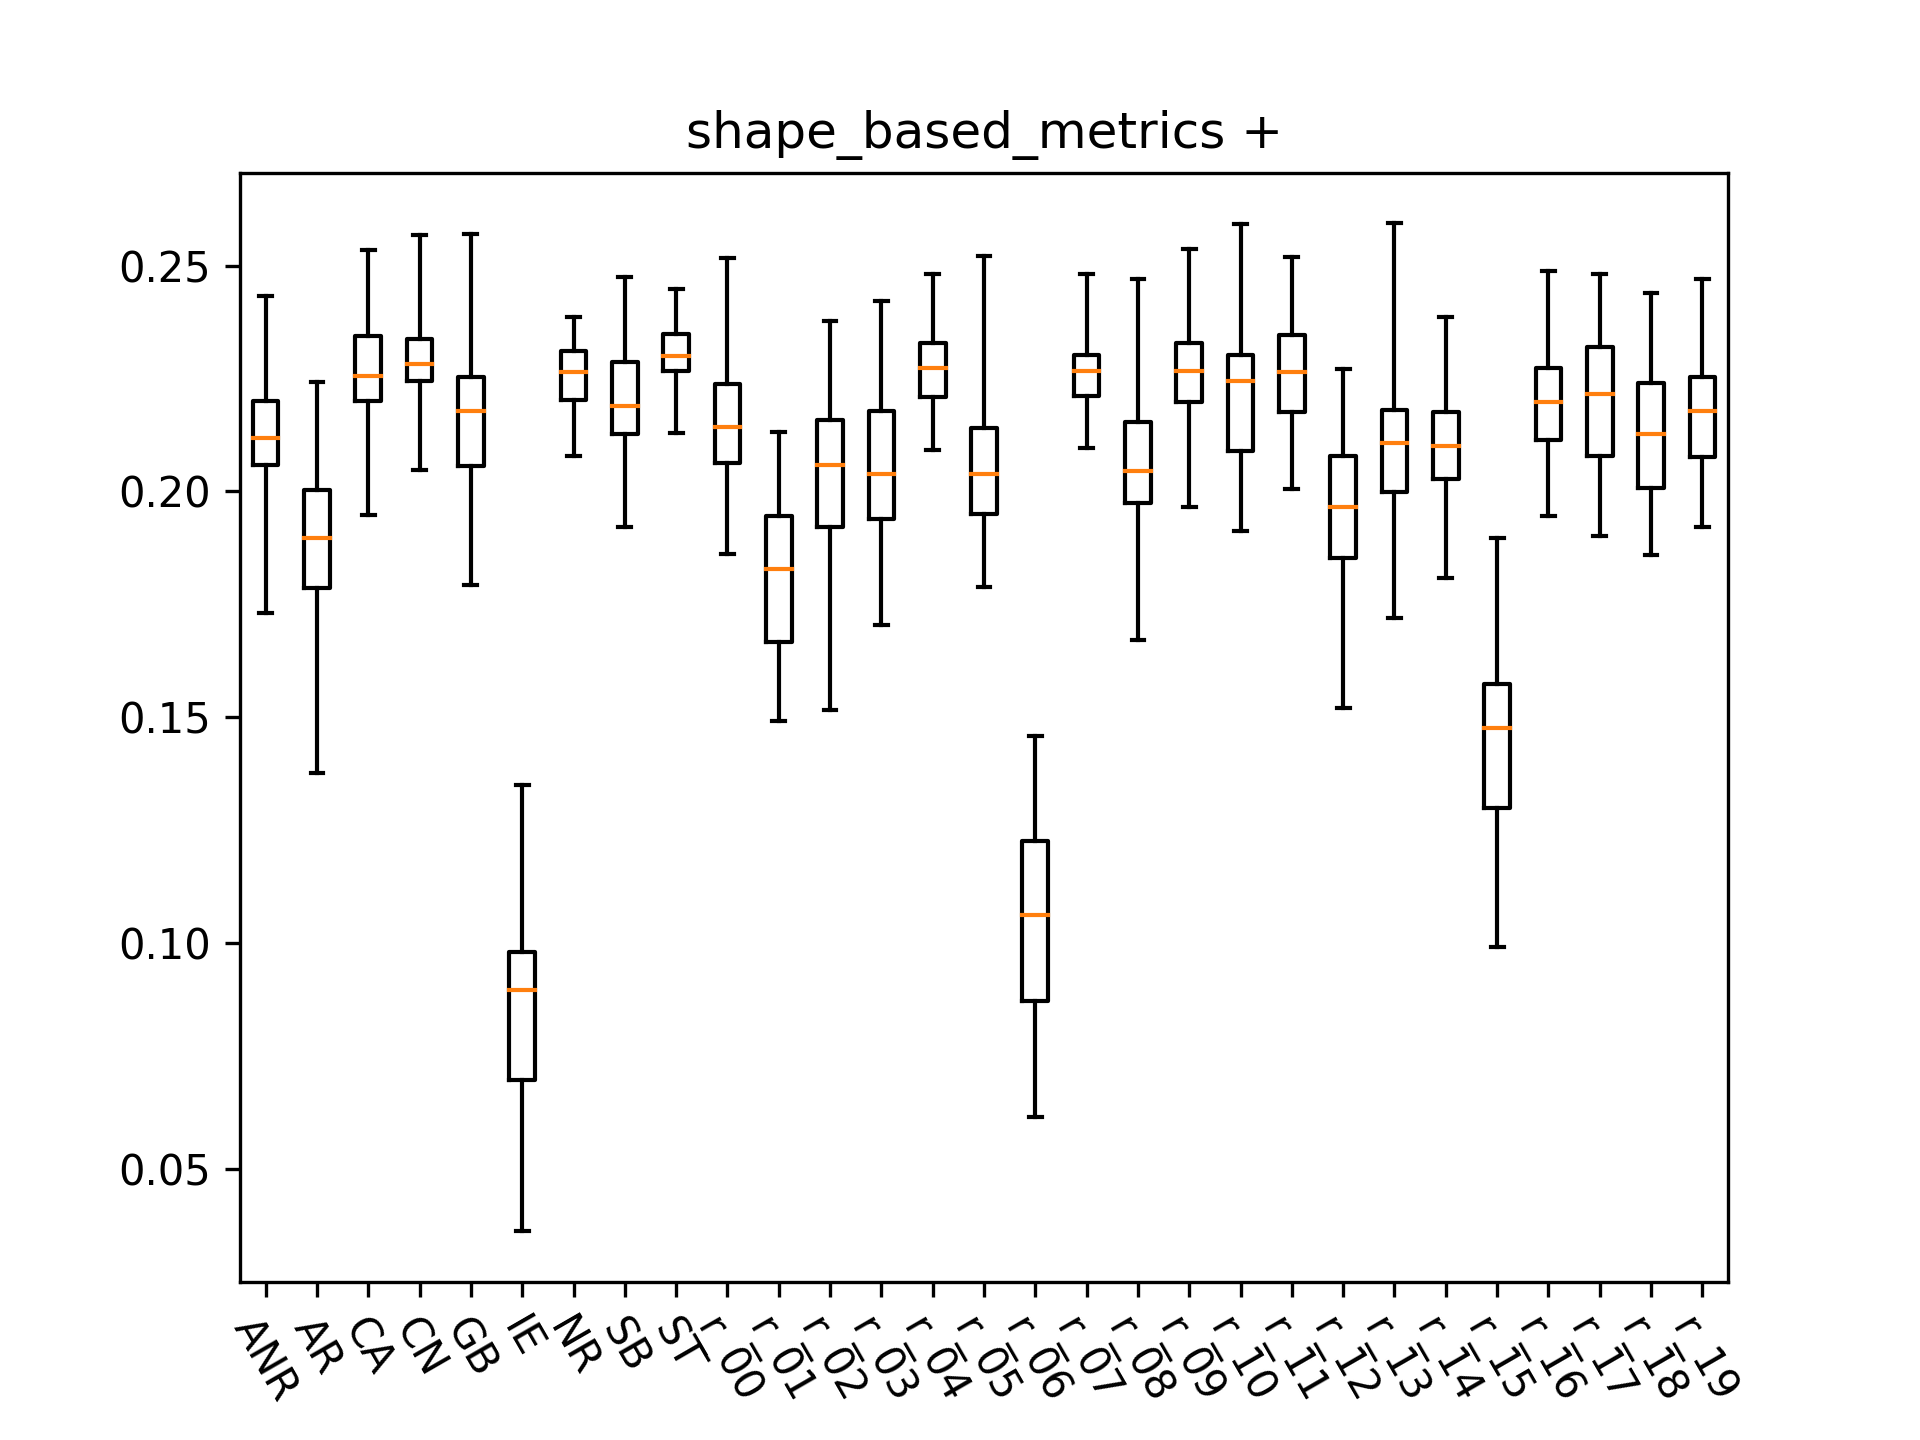 shape_based_metrics +
0.25
0.20
0.15
0.10
0.05
ANR
AR
CA
CN
GB
IE
NR
SB
ST
r_00
r_01
r_02
r_03
r_04
r_05
r_06
r_07
r_08
r_09
r_10
r_11
r_12
r_13
r_14
r_15
r_16
r_17
r_18
r_19